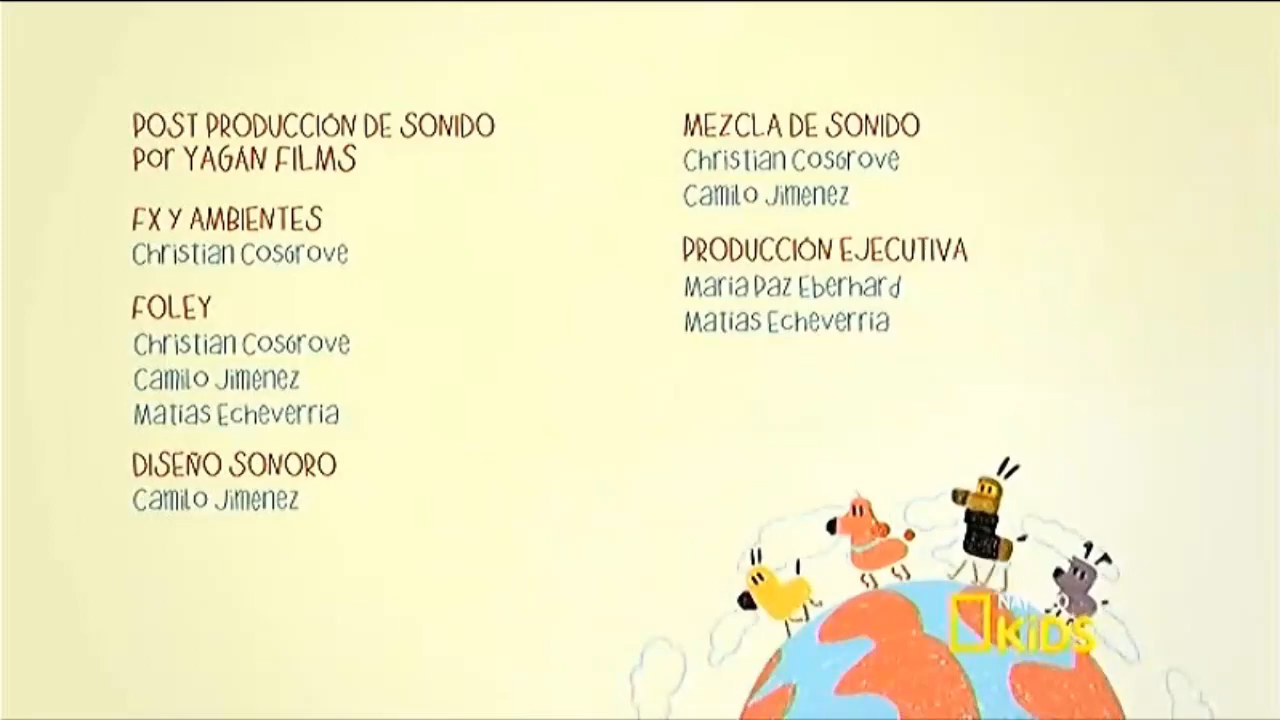 POST PRODUCCIÓN DE SONIDO
Por YAGÁN FILMS
FX Y AMBIENTES
Christian Cosgrove
FOLEY
Christian Cosgrove
Camilo Jimenez
Matias Echeverria
DISEÑO SONORO
Camilo Jimenez
MEZCLA DE SONIDO
Christian Cosgrove
Camilo Jimenez
PRODUCCIÓN EJECUTIVA
Maria Paz Eberhard
Matias Echeverria
KiDS